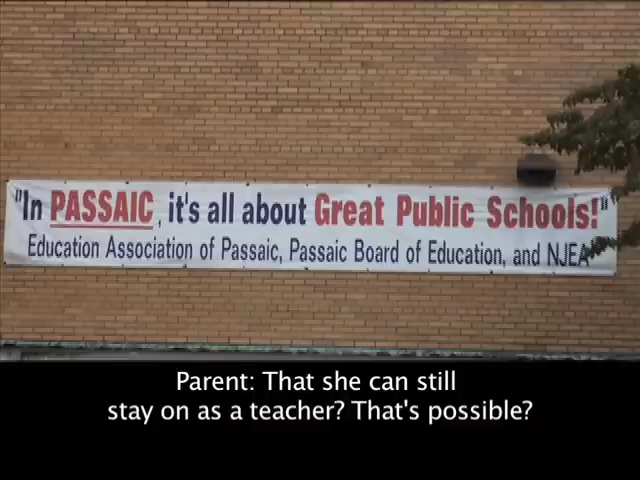 "In PASSAIC, it's all about Great Public Schools!"
Education Association of Passaic, Passaic Board of Education, and NJEA
Parent: That she can still
stay on as a teacher? That's possible?